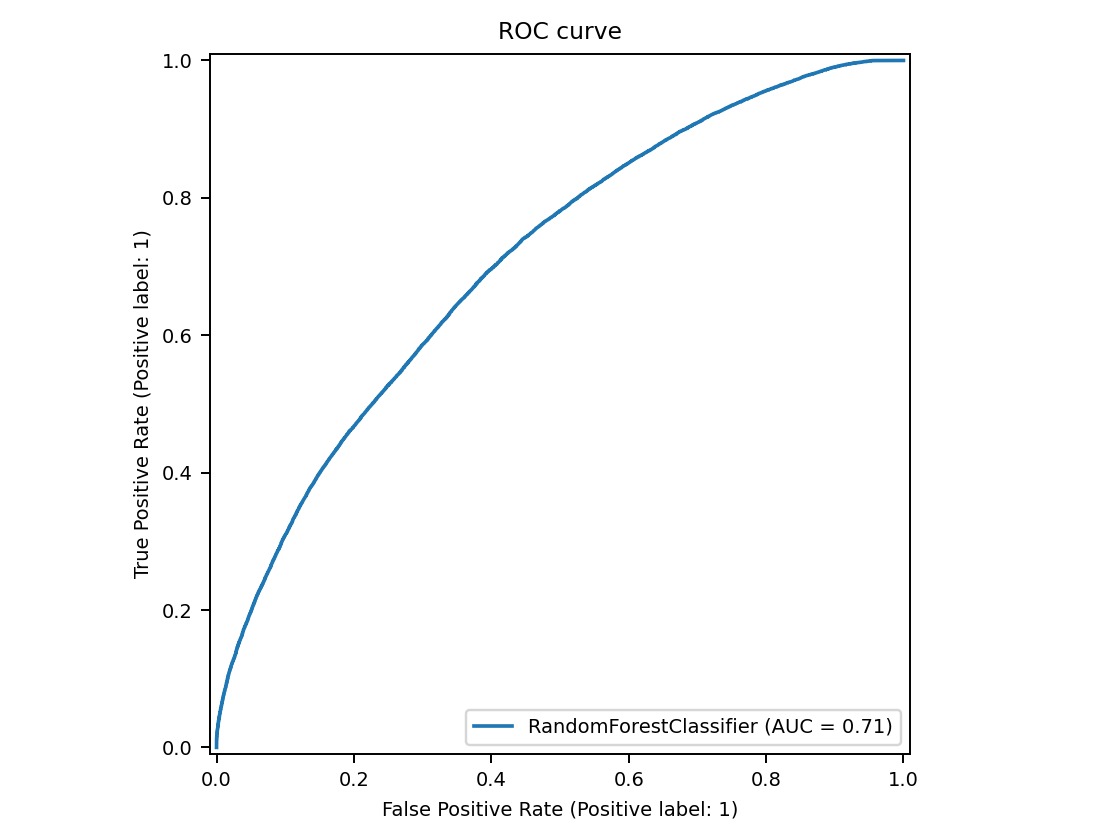 ROC curve
True Positive Rate (Positive label: 1)
1.0
0.8
0.6
0.4
0.2
0.0
RandomForestClassifier (AUC = 0.71)
0.0 0.2 0.4 0.6 0.8 1.0
False Positive Rate (Positive label: 1)